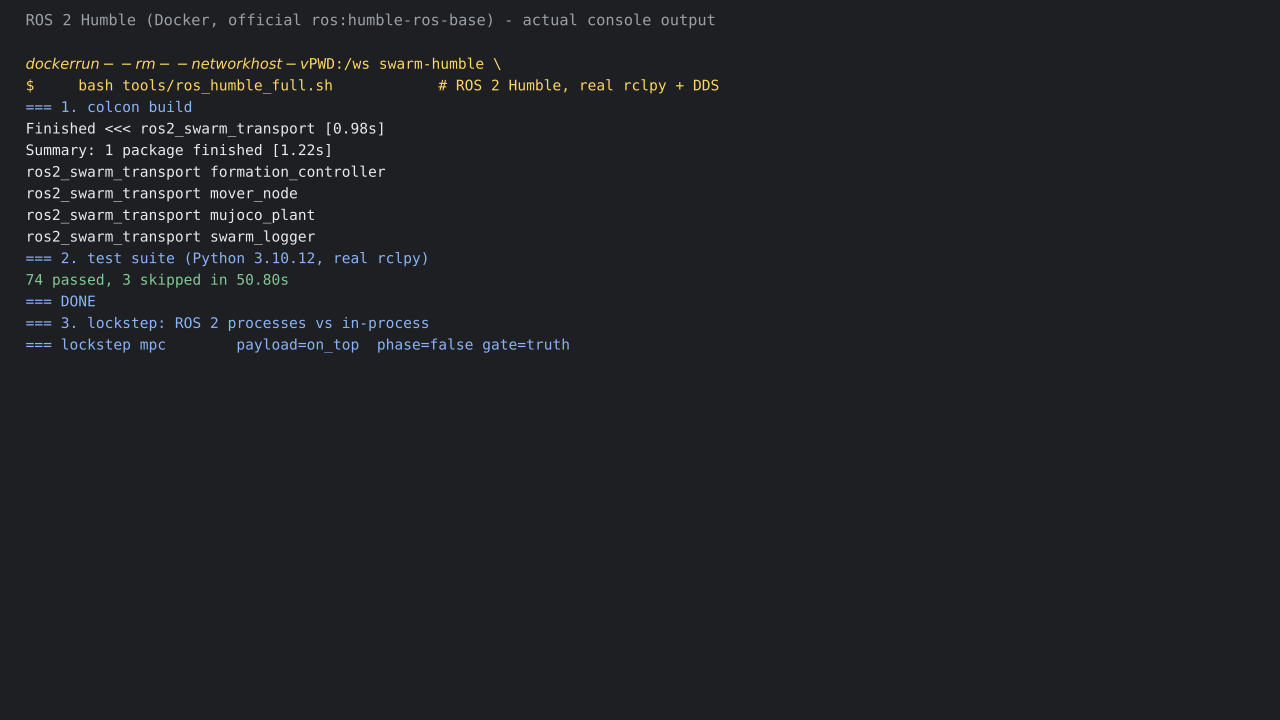 ROS 2 Humble (Docker, official ros:humble-ros-base) - actual console output
dockerrun−−rm−−networkhost−vPWD:/ws swarm-humble \
$     bash tools/ros_humble_full.sh            # ROS 2 Humble, real rclpy + DDS
=== 1. colcon build
Finished <<< ros2_swarm_transport [0.98s]
Summary: 1 package finished [1.22s]
ros2_swarm_transport formation_controller
ros2_swarm_transport mover_node
ros2_swarm_transport mujoco_plant
ros2_swarm_transport swarm_logger
=== 2. test suite (Python 3.10.12, real rclpy)
74 passed, 3 skipped in 50.80s
=== DONE
=== 3. lockstep: ROS 2 processes vs in-process
=== lockstep mpc        payload=on_top  phase=false gate=truth